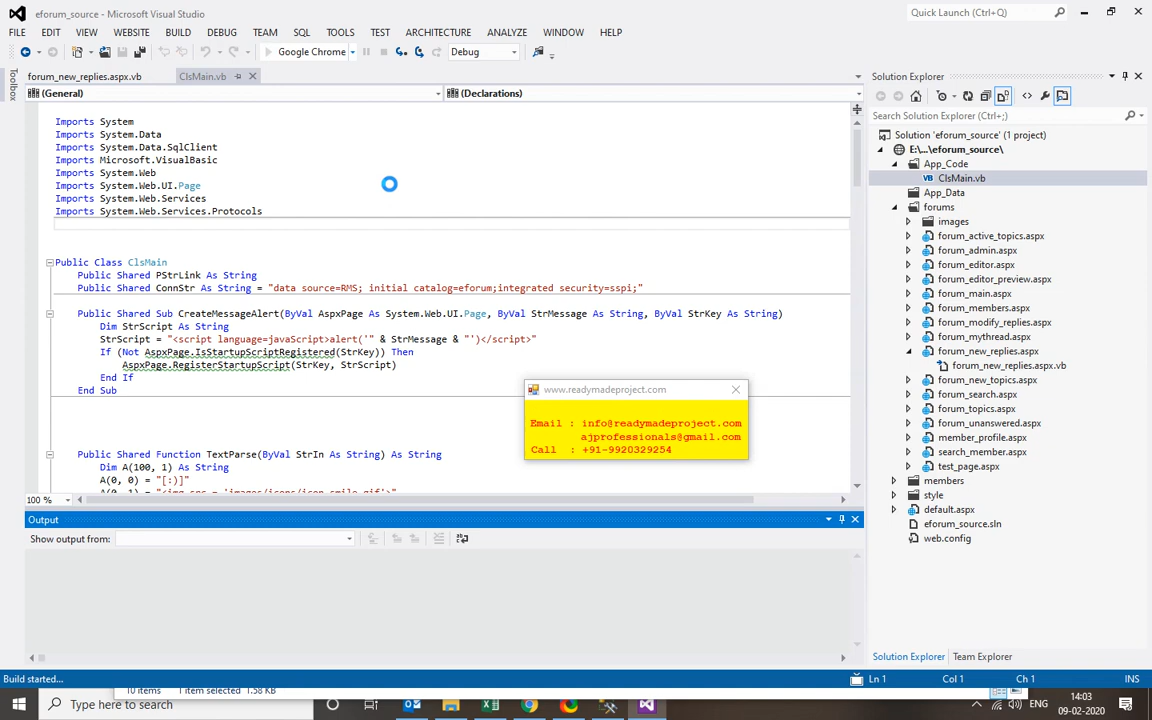 eforum_source - Microsoft Visual Studio
Quick Launch (Ctrl+Q)
FILE EDIT VIEW WEBSITE BUILD DEBUG TEAM SQL TOOLS TEST ARCHITECTURE ANALYZE WINDOW HELP
Google Chrome Debug
Toolbox
forum_new_replies.aspx.vb ClsMain.vb
(General) (Declarations)
Imports System
Imports System.Data
Imports System.Data.SqlClient
Imports Microsoft.VisualBasic
Imports System.Web
Imports System.Web.UI.Page
Imports System.Web.Services
Imports System.Web.Services.Protocols
Public Class ClsMain
Public Shared PStrLink As String
Public Shared ConnStr As String = "data source=RMS; initial catalog=eforum;integrated security=sspi;"
Public Shared Sub CreateMessageAlert(ByVal AspxPage As System.Web.UI.Page, ByVal StrMessage As String, ByVal StrKey As String)
Dim StrScript As String
StrScript = "<script language=javaScript>alert('" & StrMessage & "')</script>"
If (Not AspxPage.IsStartupScriptRegistered(StrKey)) Then
AspxPage.RegisterStartupScript(StrKey, StrScript)
End If
End Sub
Public Shared Function TextParse(ByVal StrIn As String) As String
Dim A(100, 1) As String
A(0, 0) = "[:)]"
A(0, 1) = "<img src = 'images/icons/icon_smile.gif'>"
100 %
www.readymadeproject.com
Email : info@readymadeproject.com
ajprofessionals@gmail.com
Call : +91-9920329254
Output
Show output from:
Solution Explorer
Search Solution Explorer (Ctrl+;)
Solution 'eforum_source' (1 project)
E:\...\eforum_source\
App_Code
ClsMain.vb
App_Data
forums
images
forum_active_topics.aspx
forum_admin.aspx
forum_editor.aspx
forum_editor_preview.aspx
forum_main.aspx
forum_members.aspx
forum_modify_replies.aspx
forum_mythread.aspx
forum_new_replies.aspx
forum_new_replies.aspx.vb
forum_new_topics.aspx
forum_search.aspx
forum_topics.aspx
forum_unanswered.aspx
member_profile.aspx
search_member.aspx
test_page.aspx
members
style
default.aspx
eforum_source.sln
web.config
Solution Explorer Team Explorer
Build started... Ln 1 Col 1 Ch 1 INS
10 items 1 item selected 1.58 KB
Type here to search
ENG
14:03
09-02-2020